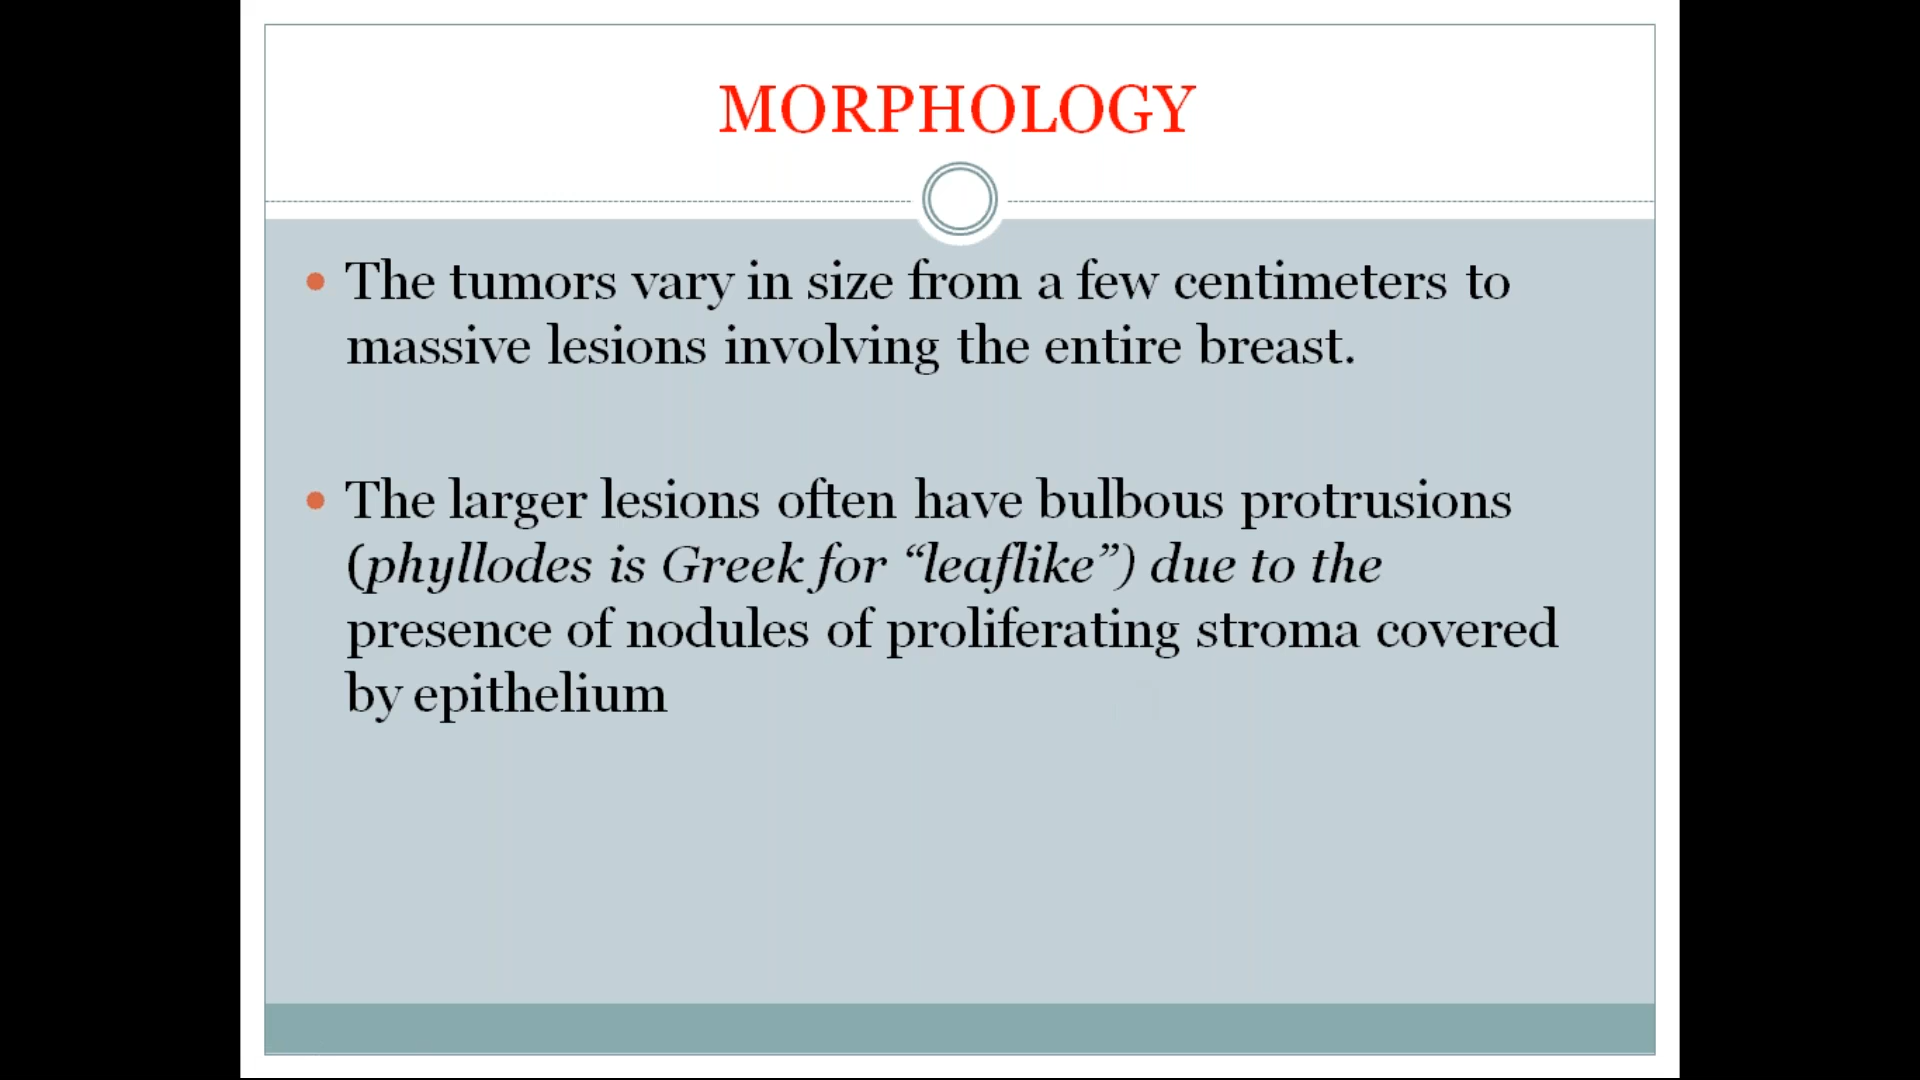 MORPHOLOGY
• The tumors vary in size from a few centimeters to
massive lesions involving the entire breast.
• The larger lesions often have bulbous protrusions
(phyllodes is Greek for “leaflike”) due to the
presence of nodules of proliferating stroma covered
by epithelium